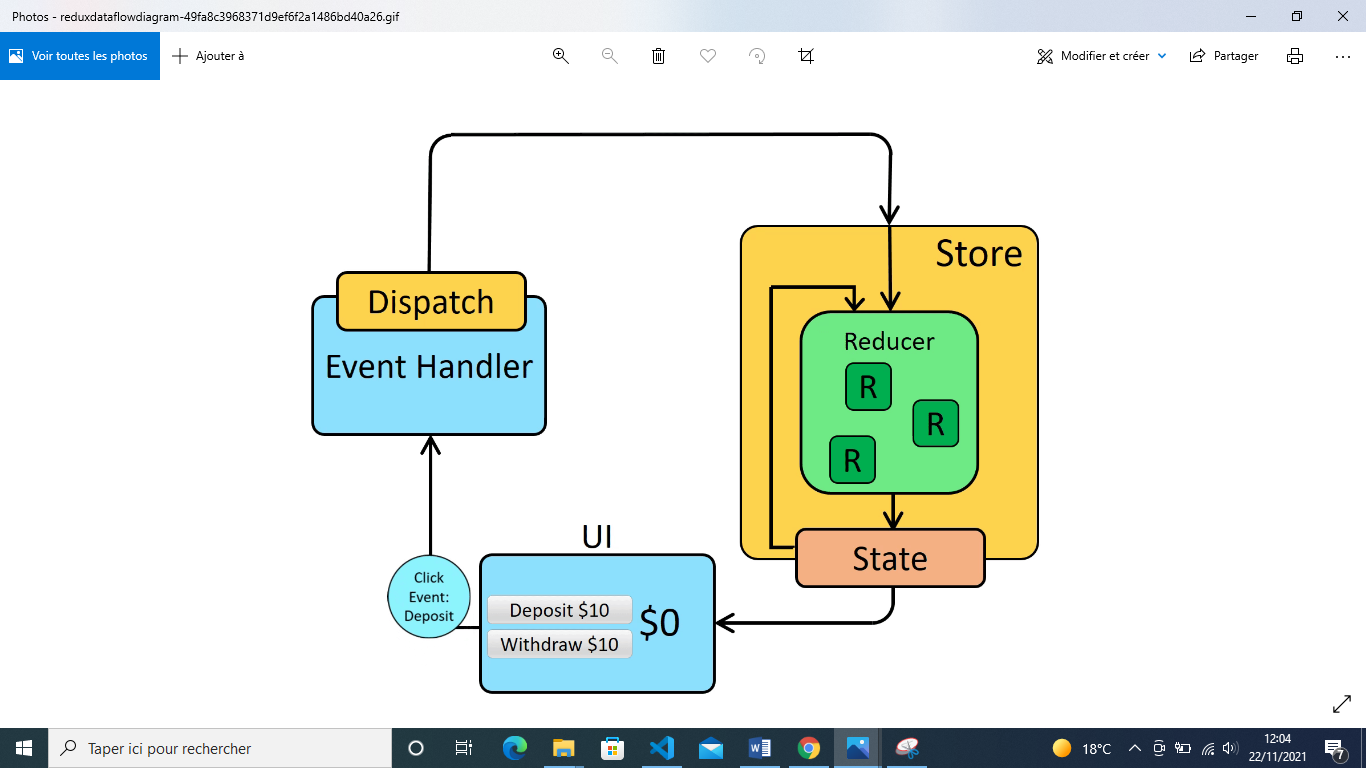 Photos - reduxdataflowdiagram-49fa8c3968371d9ef6f2a1486bd40a26.gif
Voir toutes les photos
Ajouter à
Modifier et créer
Partager
Store
Dispatch
Event Handler
Reducer
R
R
R
State
UI
Click
Event:
Deposit
Deposit $10
Withdraw $10
$0
Taper ici pour rechercher
18°C
12:04
22/11/2021
7